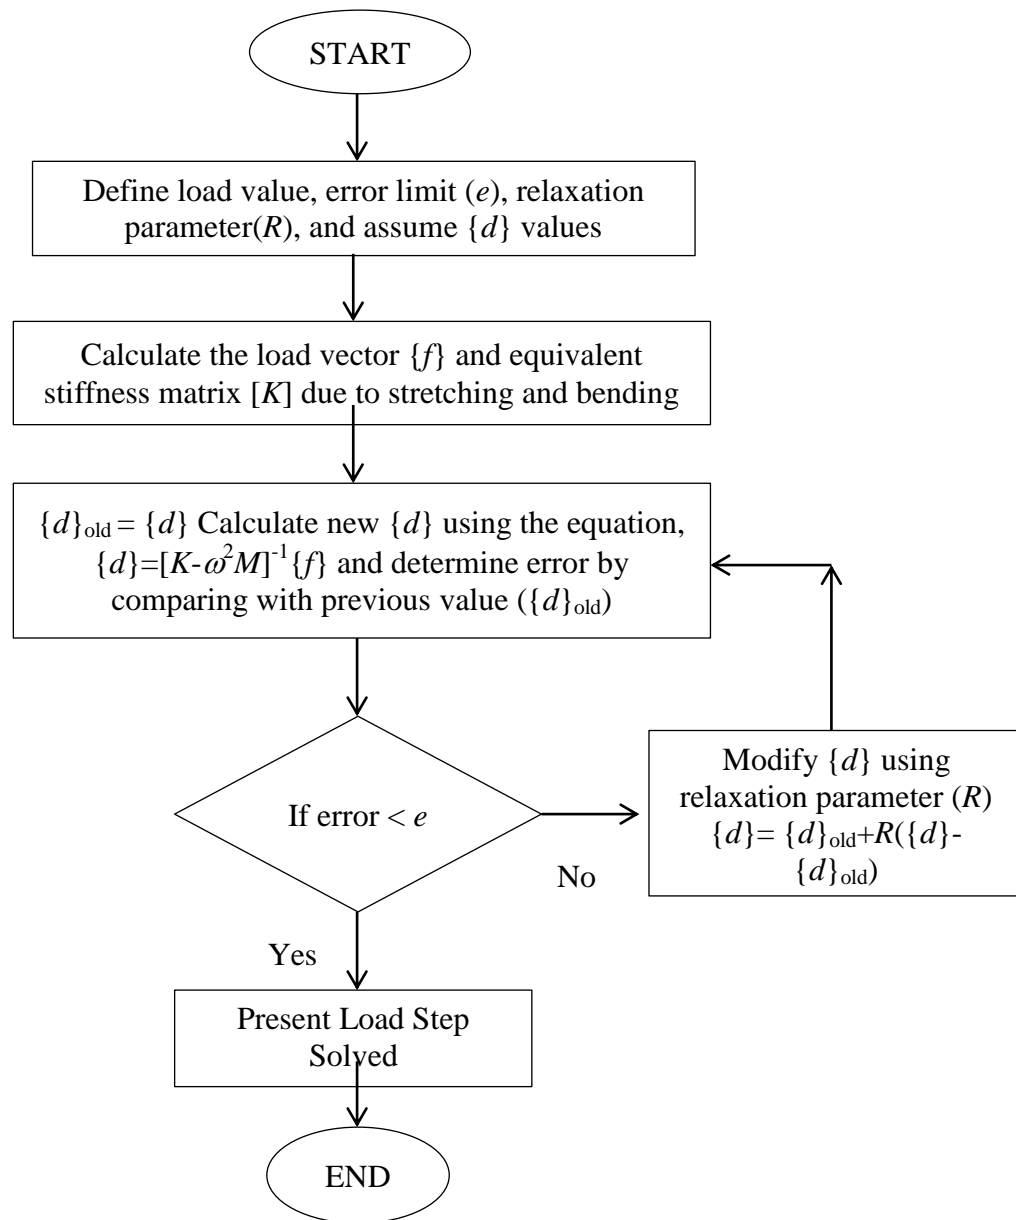 START
Define load value, error limit (e), relaxation
parameter(R), and assume {d} values
Calculate the load vector {f} and equivalent
stiffness matrix [K] due to stretching and bending
{d}old = {d} Calculate new {d} using the equation,
{d}=[K-ω²M]⁻¹{f} and determine error by
comparing with previous value ({d}old)
If error < e
No
Modify {d} using
relaxation parameter (R)
{d}= {d}old+R({d}-
{d}old)
Yes
Present Load Step
Solved
END